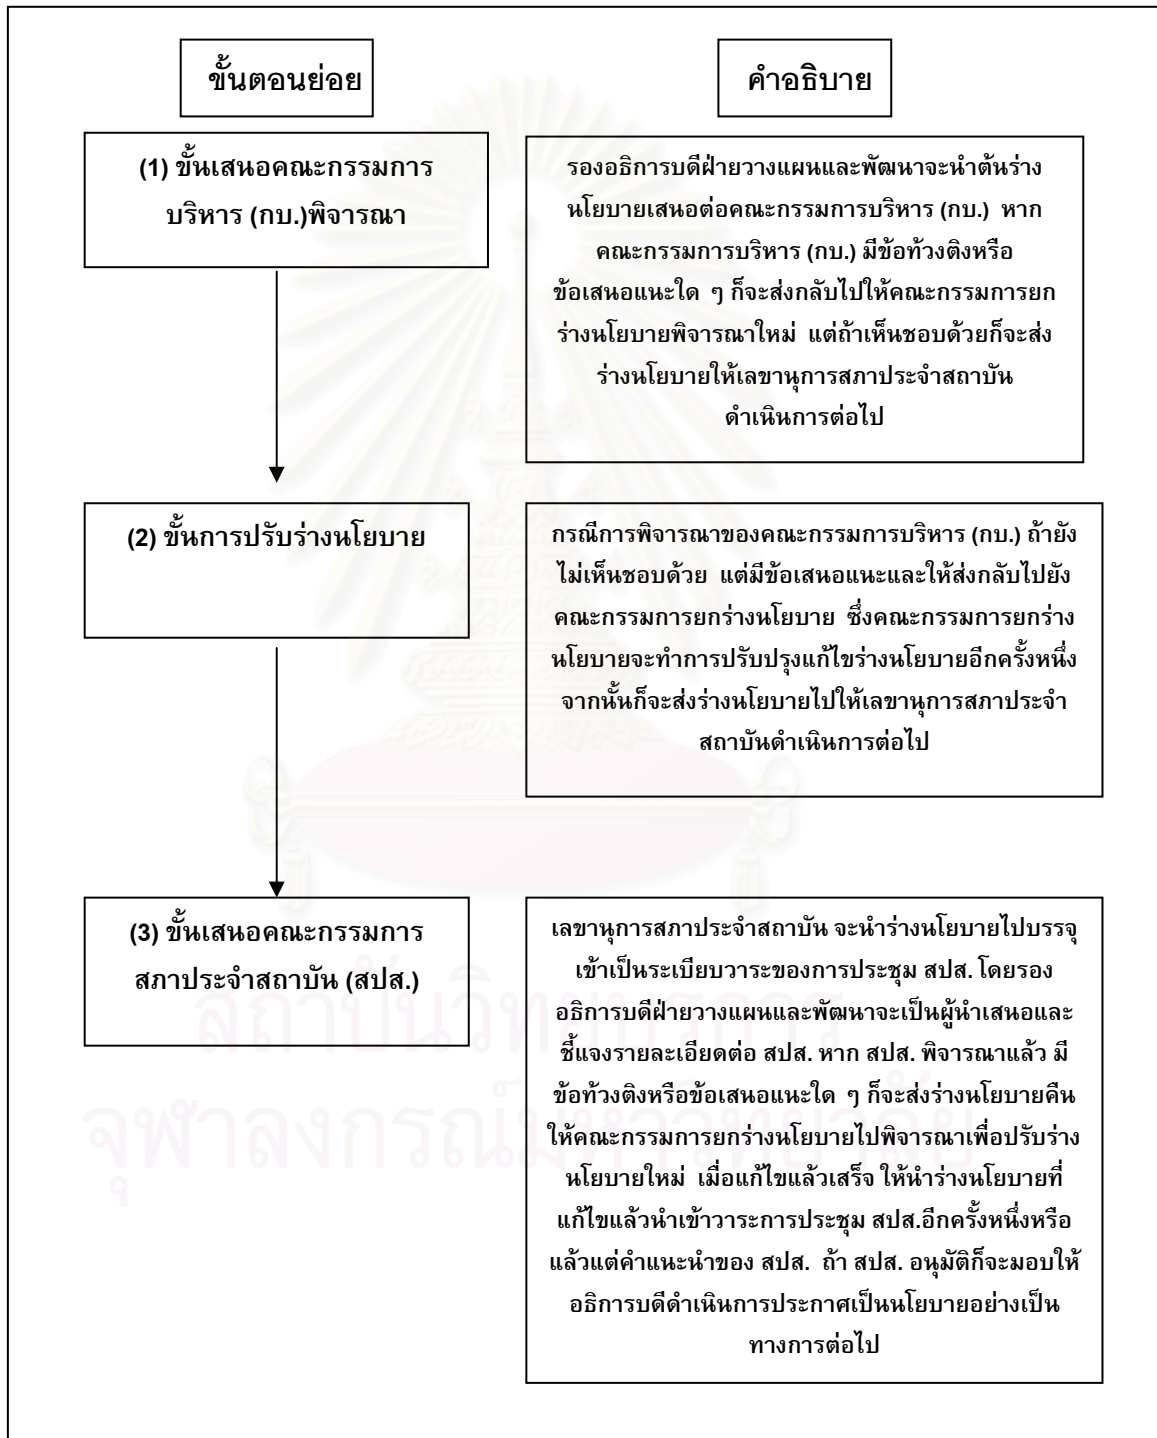 ขั้นตอนย่อย
คำอธิบาย
(1) ขั้นเสนอคณะกรรมการ
บริหาร (กบ.)พิจารณา
รองอธิการบดีฝ่ายวางแผนและพัฒนาจะนำต้นร่าง
นโยบายเสนอต่อคณะกรรมการบริหาร (กบ.) หาก
คณะกรรมการบริหาร (กบ.) มีข้อท้วงติงหรือ
ข้อเสนอแนะใด ๆ ก็จะส่งกลับไปให้คณะกรรมการยก
ร่างนโยบายพิจารณาใหม่ แต่ถ้าเห็นชอบด้วยก็จะส่ง
ร่างนโยบายให้เลขานุการสภาประจำสถาบัน
ดำเนินการต่อไป
(2) ขั้นการปรับร่างนโยบาย
กรณีการพิจารณาของคณะกรรมการบริหาร (กบ.) ถ้ายัง
ไม่เห็นชอบด้วย แต่มีข้อเสนอแนะและให้ส่งกลับไปยัง
คณะกรรมการยกร่างนโยบาย ซึ่งคณะกรรมการยกร่าง
นโยบายจะทำการปรับปรุงแก้ไขร่างนโยบายอีกครั้งหนึ่ง
จากนั้นก็จะส่งร่างนโยบายไปให้เลขานุการสภาประจำ
สถาบันดำเนินการต่อไป
(3) ขั้นเสนอคณะกรรมการ
สภาประจำสถาบัน (สปส.)
เลขานุการสภาประจำสถาบัน จะนำร่างนโยบายไปบรรจุ
เข้าเป็นระเบียบวาระของการประชุม สปส. โดยรอง
อธิการบดีฝ่ายวางแผนและพัฒนาจะเป็นผู้นำเสนอและ
ชี้แจงรายละเอียดต่อ สปส. หาก สปส. พิจารณาแล้ว มี
ข้อท้วงติงหรือข้อเสนอแนะใด ๆ ก็จะส่งร่างนโยบายคืน
ให้คณะกรรมการยกร่างนโยบายไปพิจารณาเพื่อปรับร่าง
นโยบายใหม่ เมื่อแก้ไขแล้วเสร็จ ให้นำร่างนโยบายที่
แก้ไขแล้วนำเข้าวาระการประชุม สปส.อีกครั้งหนึ่งหรือ
แล้วแต่คำแนะนำของ สปส. ถ้า สปส. อนุมัติก็จะมอบให้
อธิการบดีดำเนินการประกาศเป็นนโยบายอย่างเป็น
ทางการต่อไป
สถาบันวิทยบริการ
จุฬาลงกรณ์มหาวิทยาลัย